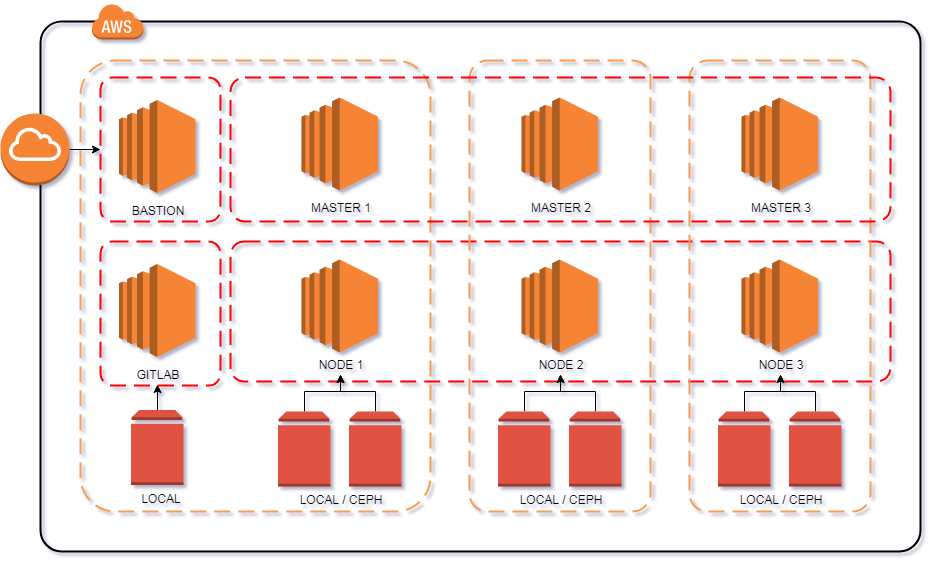 AWS
BASTION
MASTER 1
MASTER 2
MASTER 3
GITLAB
NODE 1
NODE 2
NODE 3
LOCAL
LOCAL / CEPH
LOCAL / CEPH
LOCAL / CEPH